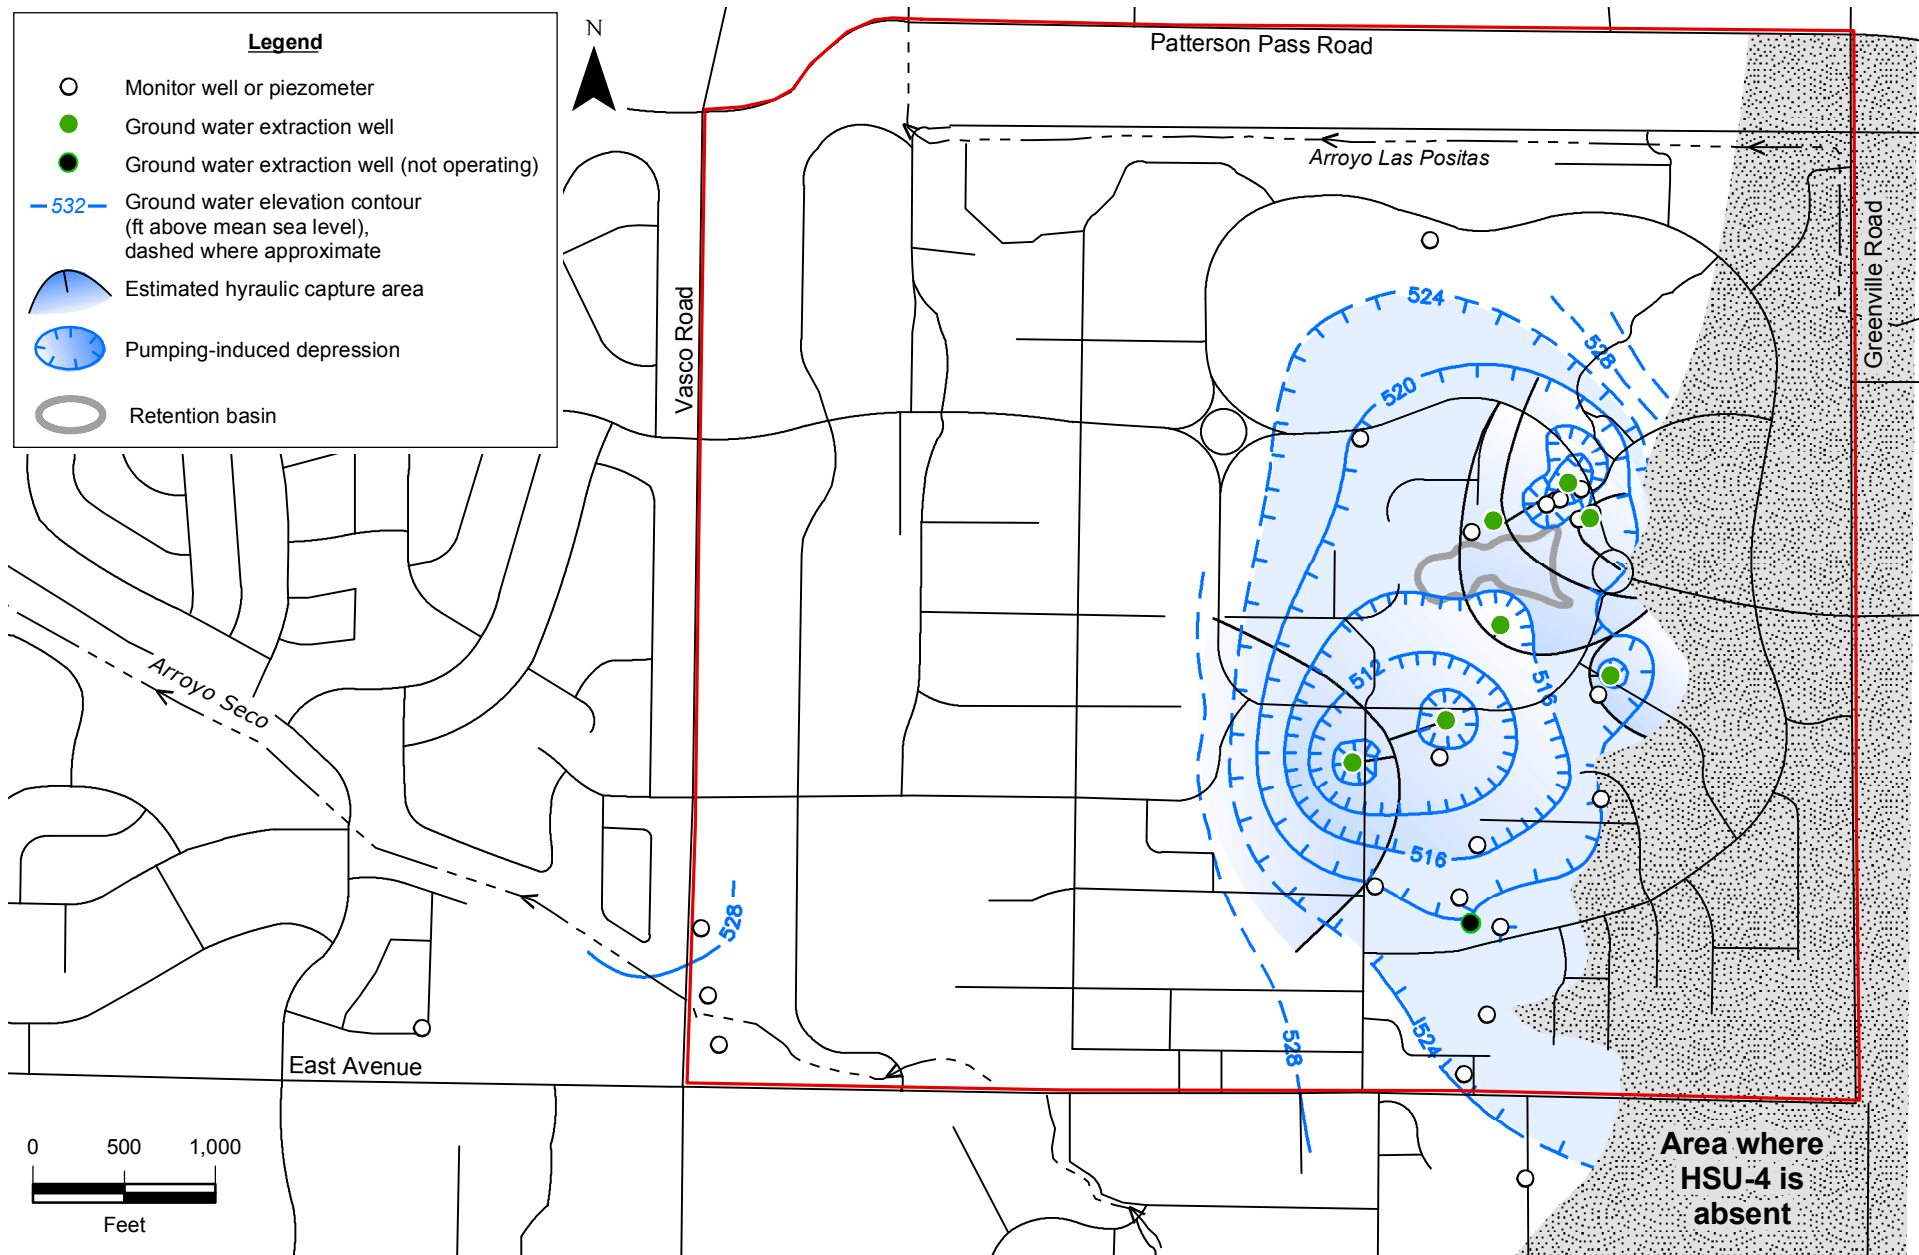 Legend
Monitor well or piezometer
Ground water extraction well
Ground water extraction well (not operating)
532
Ground water elevation contour
(ft above mean sea level),
dashed where approximate
Estimated hyraulic capture area
Pumping-induced depression
Retention basin
N
Patterson Pass Road
Arroyo Las Positas
Greenville Road
Vasco Road
524
528
520
Arroyo Seco
512
516
516
528
528
524
East Avenue
0 500 1,000
Feet
Area where
HSU-4 is
absent